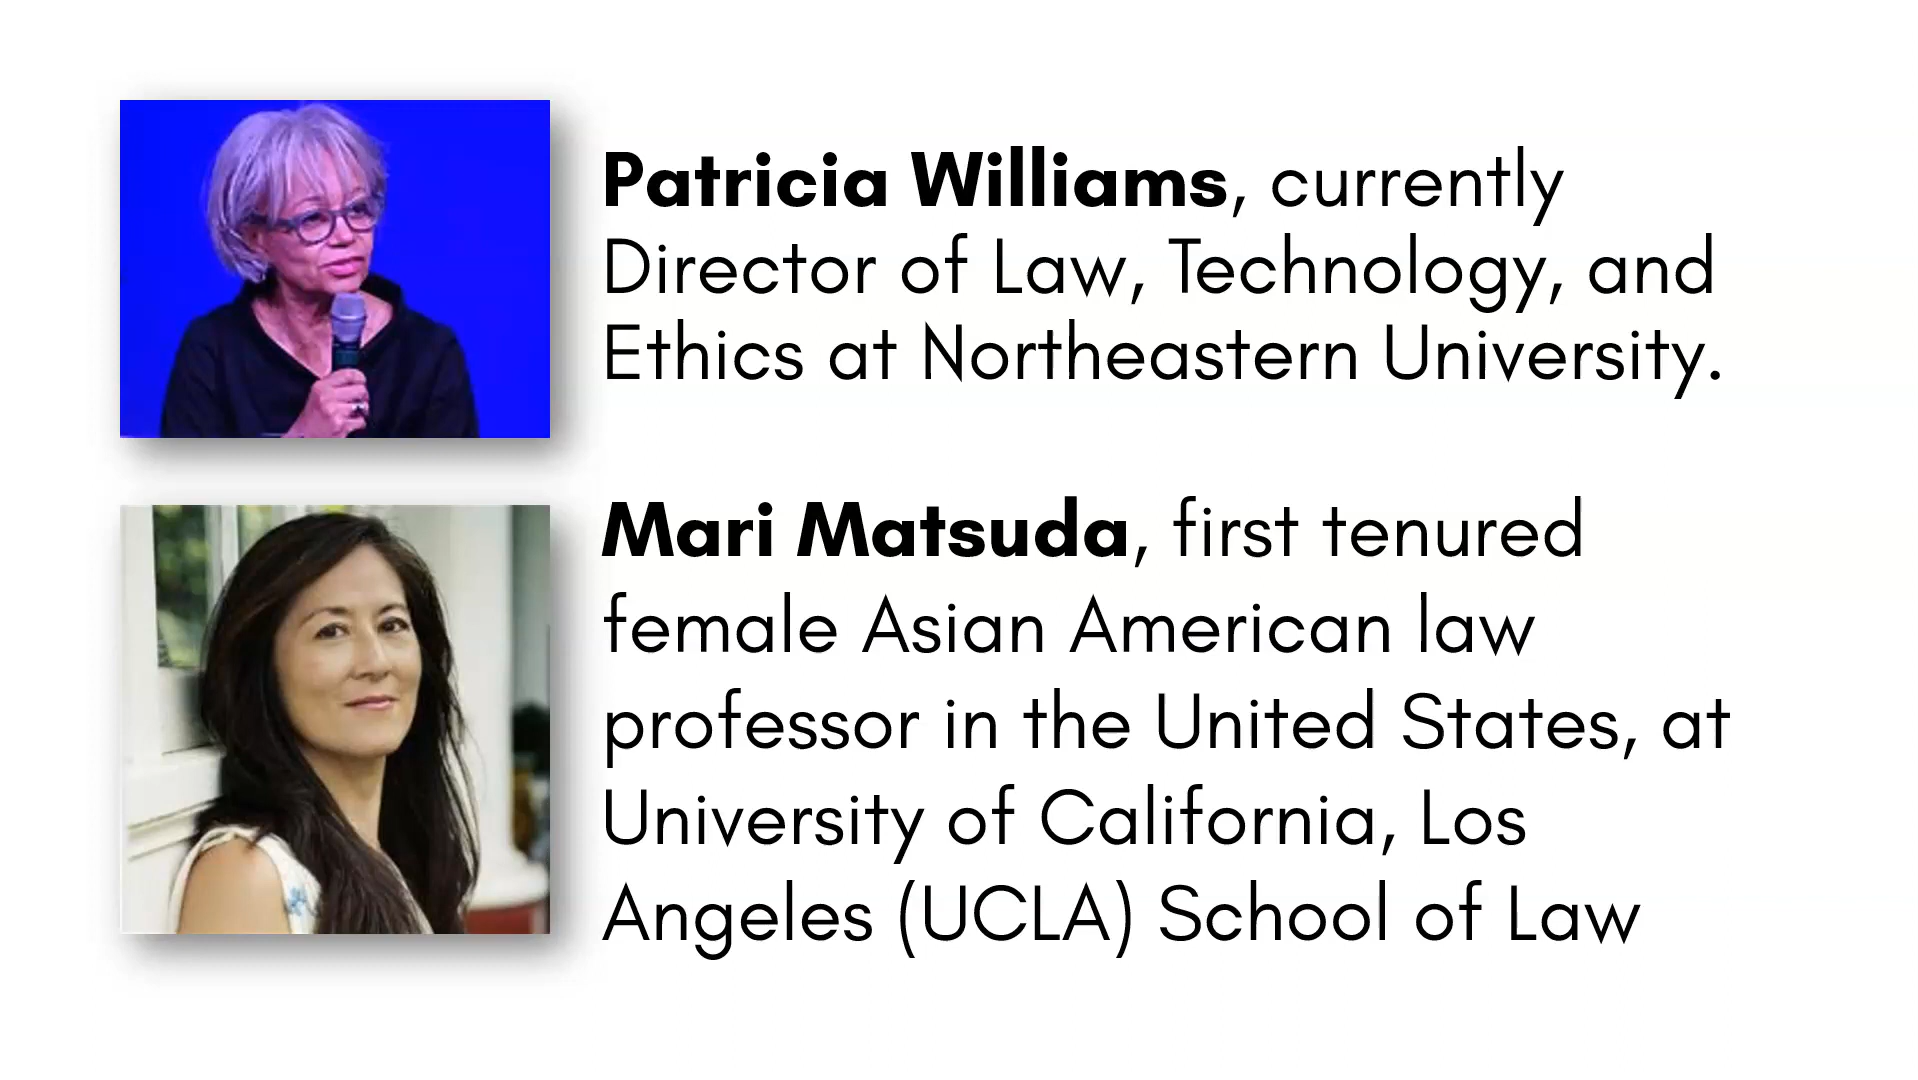 Patricia Williams, currently
Director of Law, Technology, and
Ethics at Northeastern University.
Mari Matsuda, first tenured
female Asian American law
professor in the United States, at
University of California, Los
Angeles (UCLA) School of Law